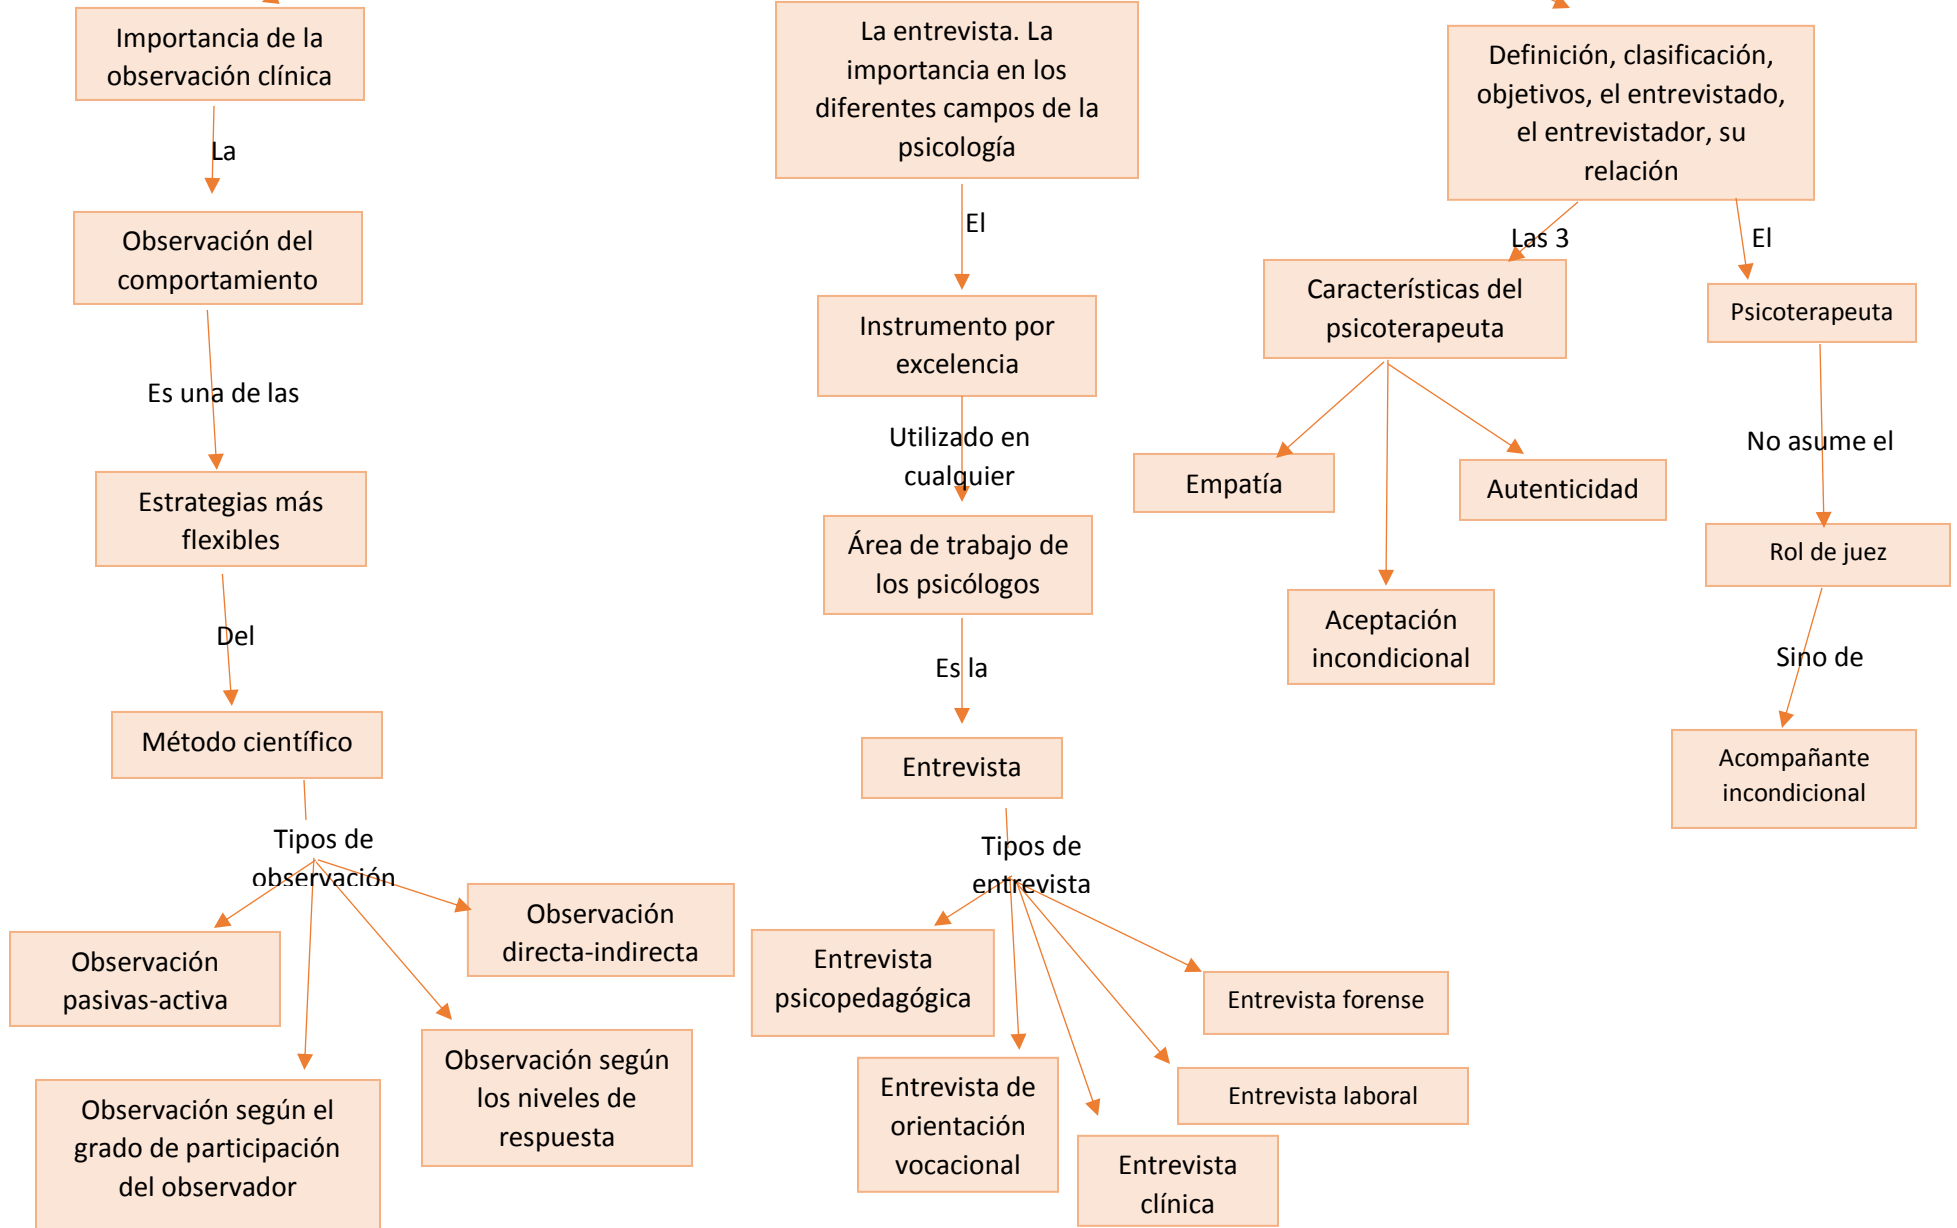 Importancia de la
observación clínica
La
Observación del
comportamiento
Es una de las
Estrategias más
flexibles
Del
Método científico
Tipos de
observación
Observación
pasivas-activa
Observación según el
grado de participación
del observador
Observación según
los niveles de
respuesta
Observación
directa-indirecta
La entrevista. La
importancia en los
diferentes campos de la
psicología
El
Instrumento por
excelencia
Utilizado en
cualquier
Área de trabajo de
los psicólogos
Es la
Entrevista
Tipos de
entrevista
Entrevista
psicopedagógica
Entrevista de
orientación
vocacional
Entrevista
clínica
Entrevista laboral
Entrevista forense
Definición, clasificación,
objetivos, el entrevistado,
el entrevistador, su
relación
Las 3
Características del
psicoterapeuta
Empatía
Aceptación
incondicional
Autenticidad
El
Psicoterapeuta
No asume el
Rol de juez
Sino de
Acompañante
incondicional